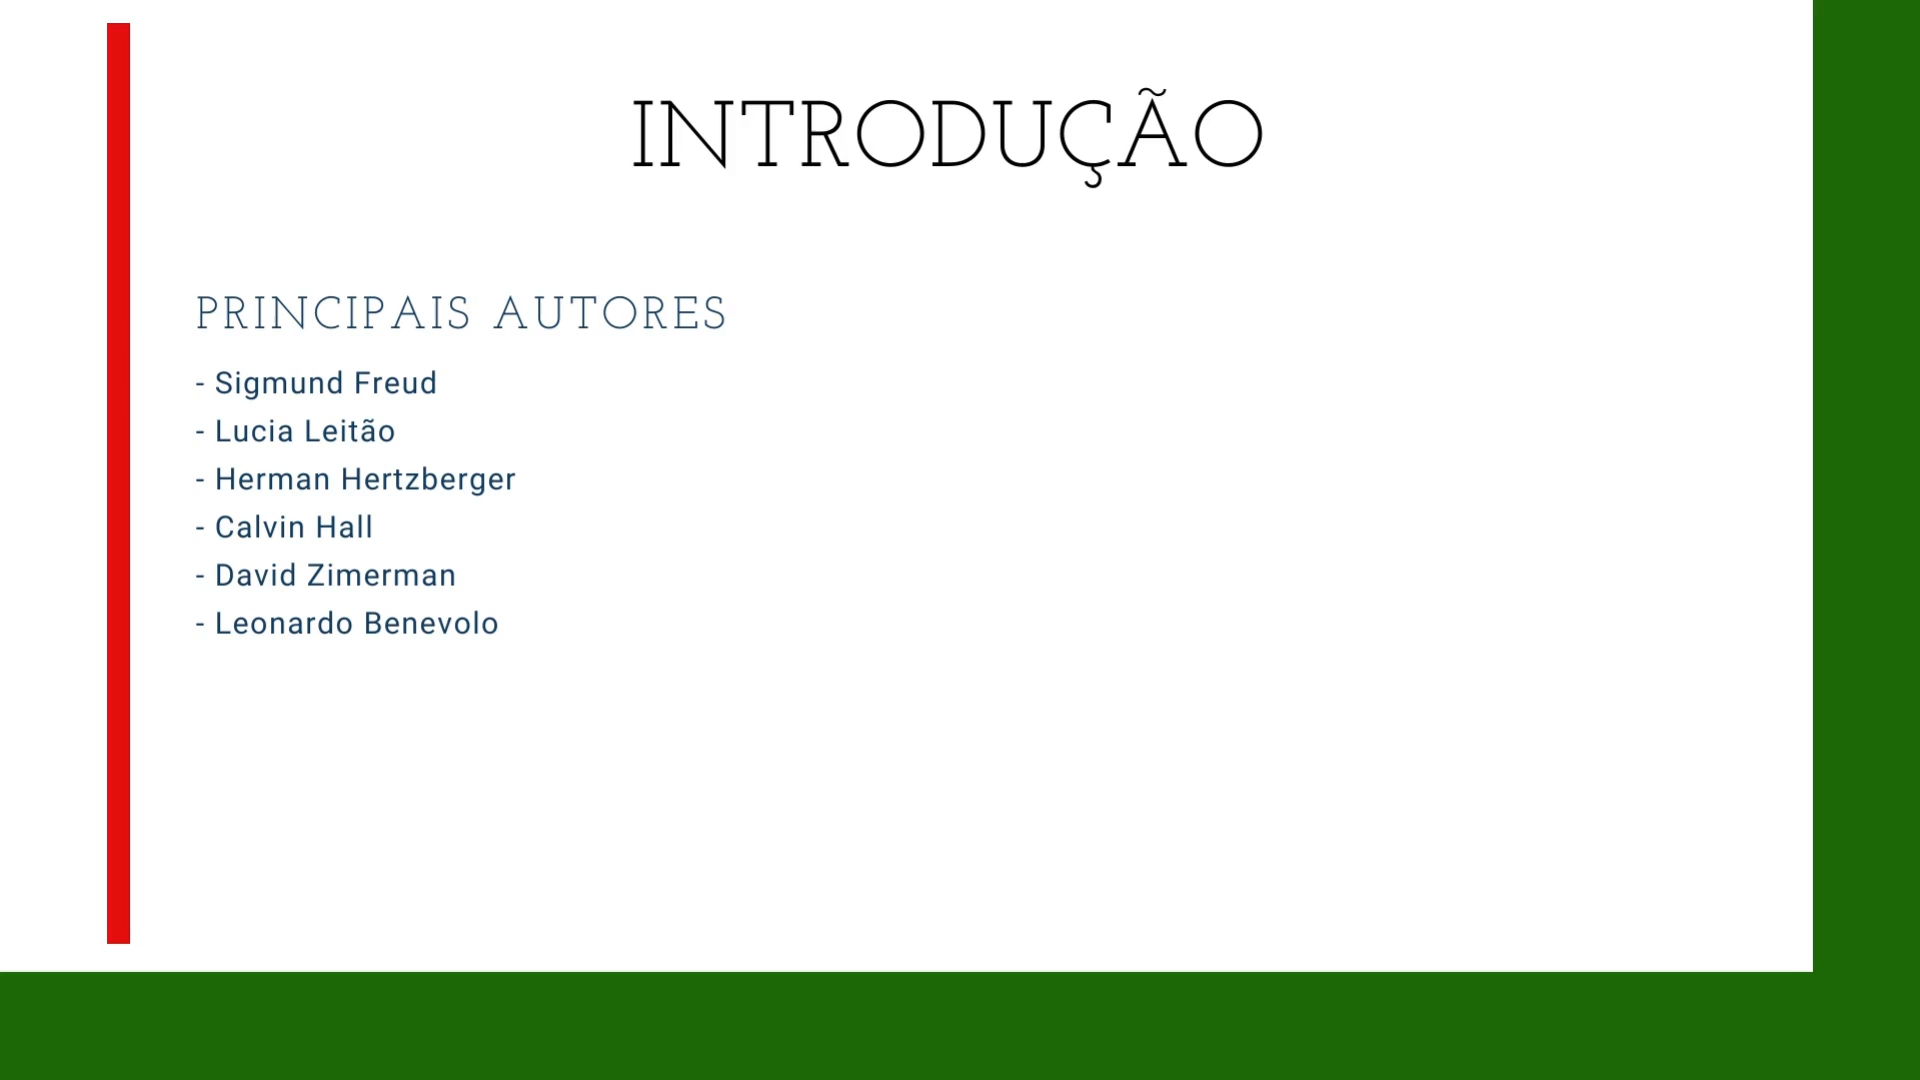 INTRODUÇÃO
PRINCIPAIS AUTORES
- Sigmund Freud
- Lucia Leitão
- Herman Hertzberger
- Calvin Hall
- David Zimerman
- Leonardo Benevolo